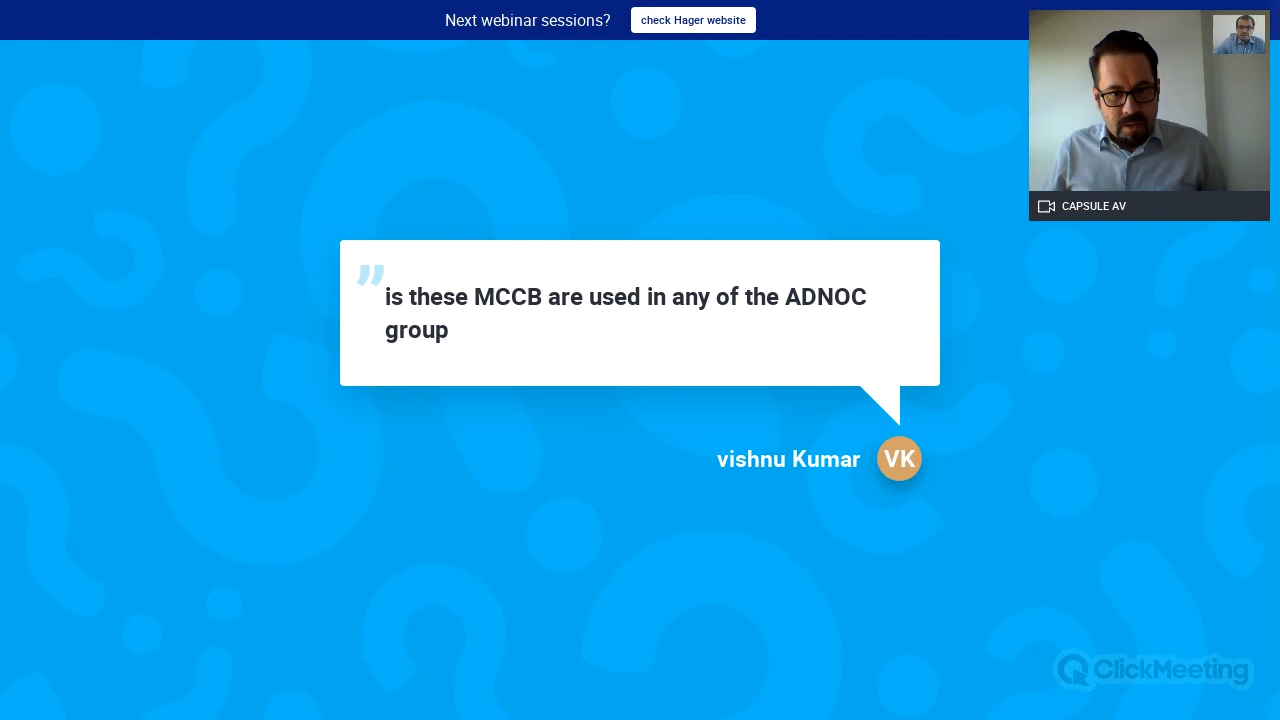 Next webinar sessions? check Hager website
CAPSULE AV
is these MCCB are used in any of the ADNOC
group
vishnu Kumar VK
ClickMeeting